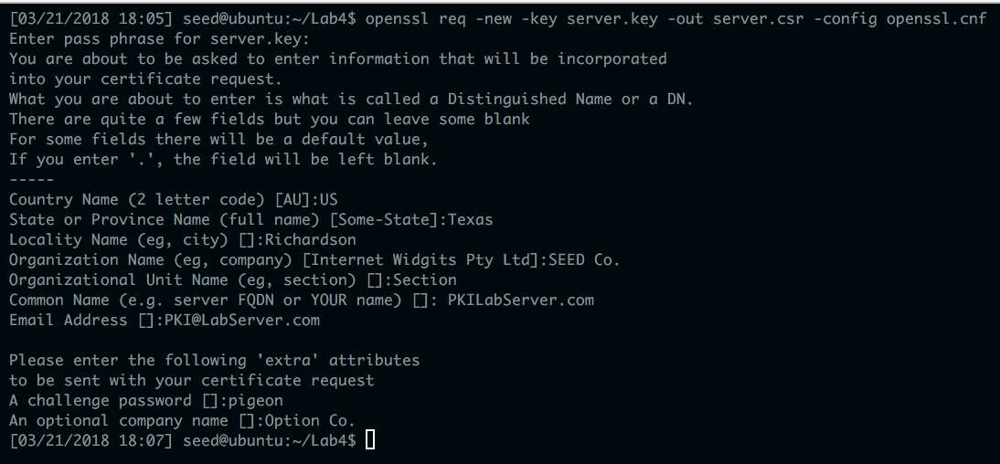 [03/21/2018 18:05] seed@ubuntu:~/Lab4$ openssl req -new -key server.key -out server.csr -config openssl.cnf
Enter pass phrase for server.key:
You are about to be asked to enter information that will be incorporated
into your certificate request.
What you are about to enter is what is called a Distinguished Name or a DN.
There are quite a few fields but you can leave some blank
For some fields there will be a default value,
If you enter '.', the field will be left blank.
-----
Country Name (2 letter code) [AU]:US
State or Province Name (full name) [Some-State]:Texas
Locality Name (eg, city) []:Richardson
Organization Name (eg, company) [Internet Widgits Pty Ltd]:SEED Co.
Organizational Unit Name (eg, section) []:Section
Common Name (e.g. server FQDN or YOUR name) []: PKILabServer.com
Email Address []:PKI@LabServer.com

Please enter the following 'extra' attributes
to be sent with your certificate request
A challenge password []:pigeon
An optional company name []:Option Co.
[03/21/2018 18:07] seed@ubuntu:~/Lab4$